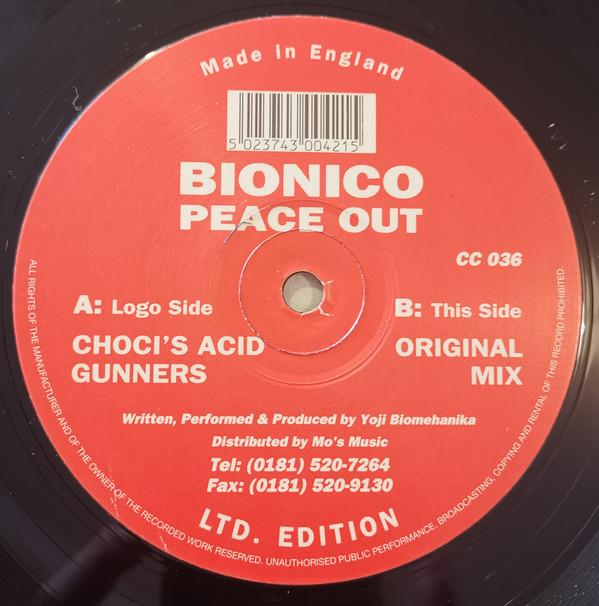 Made in England
5 023743 004215
BIONICO
PEACE OUT
CC 036
A: Logo Side
CHOCI'S ACID
GUNNERS
B: This Side
ORIGINAL
MIX
Written, Performed & Produced by Yoji Biomehanika
Distributed by Mo's Music
Tel: (0181) 520-7264
Fax: (0181) 520-9130
LTD. EDITION
ALL RIGHTS OF THE MANUFACTURER AND OF THE OWNER OF THE RECORDED WORK RESERVED. UNAUTHORISED PUBLIC PERFORMANCE, BROADCASTING, COPYING AND RENTAL OF THIS RECORD PROHIBITED.